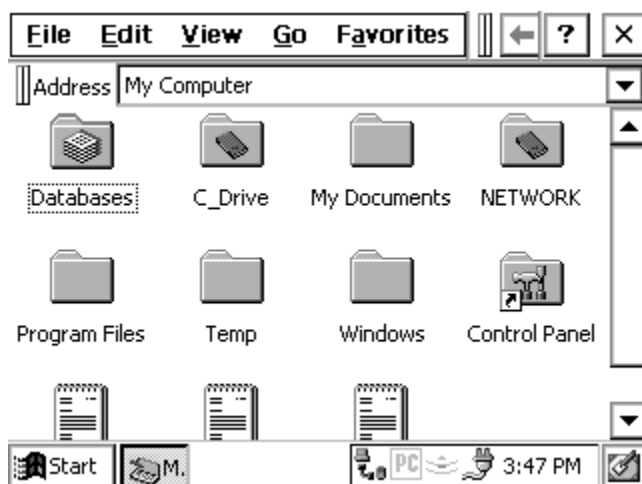 File Edit View Go Favorites ?
Address My Computer
Databases C_Drive My Documents NETWORK
Program Files Temp Windows Control Panel
Start M. PC 3:47 PM